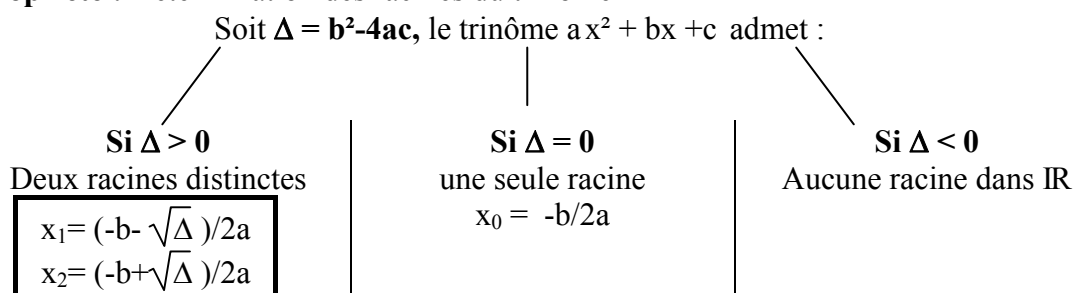 Soit Δ = b²-4ac, le trinôme ax² + bx +c admet :
Si Δ > 0
Deux racines distinctes
x₁= (-b- √Δ )/2a
x₂= (-b+√Δ )/2a
Si Δ = 0
une seule racine
x₀ = -b/2a
Si Δ < 0
Aucune racine dans IR